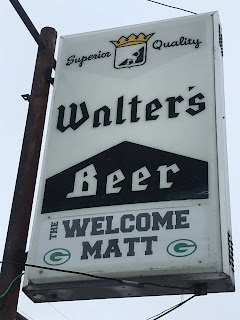 Superior Quality
Walter's
Beer
THE WELCOME
MATT
G G